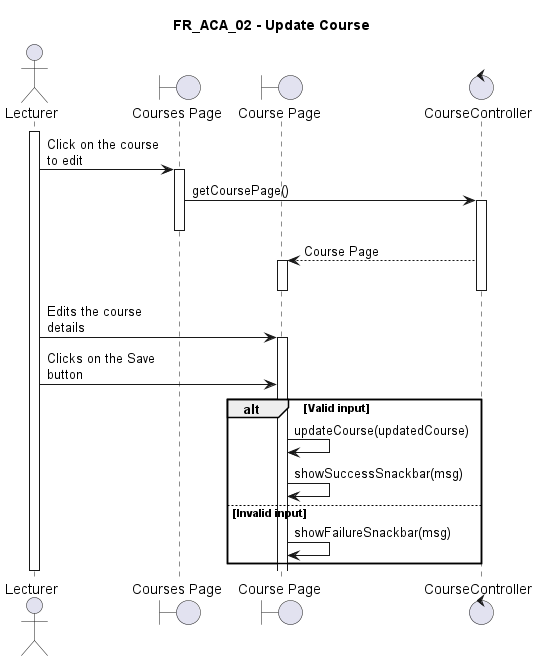 FR_ACA_02 - Update Course
Lecturer
Courses Page
Course Page
CourseController
Click on the course
to edit
getCoursePage()
Course Page
Edits the course
details
Clicks on the Save
button
alt
[Valid input]
updateCourse(updatedCourse)
showSuccessSnackbar(msg)
[Invalid input]
showFailureSnackbar(msg)
Lecturer
Courses Page
Course Page
CourseController